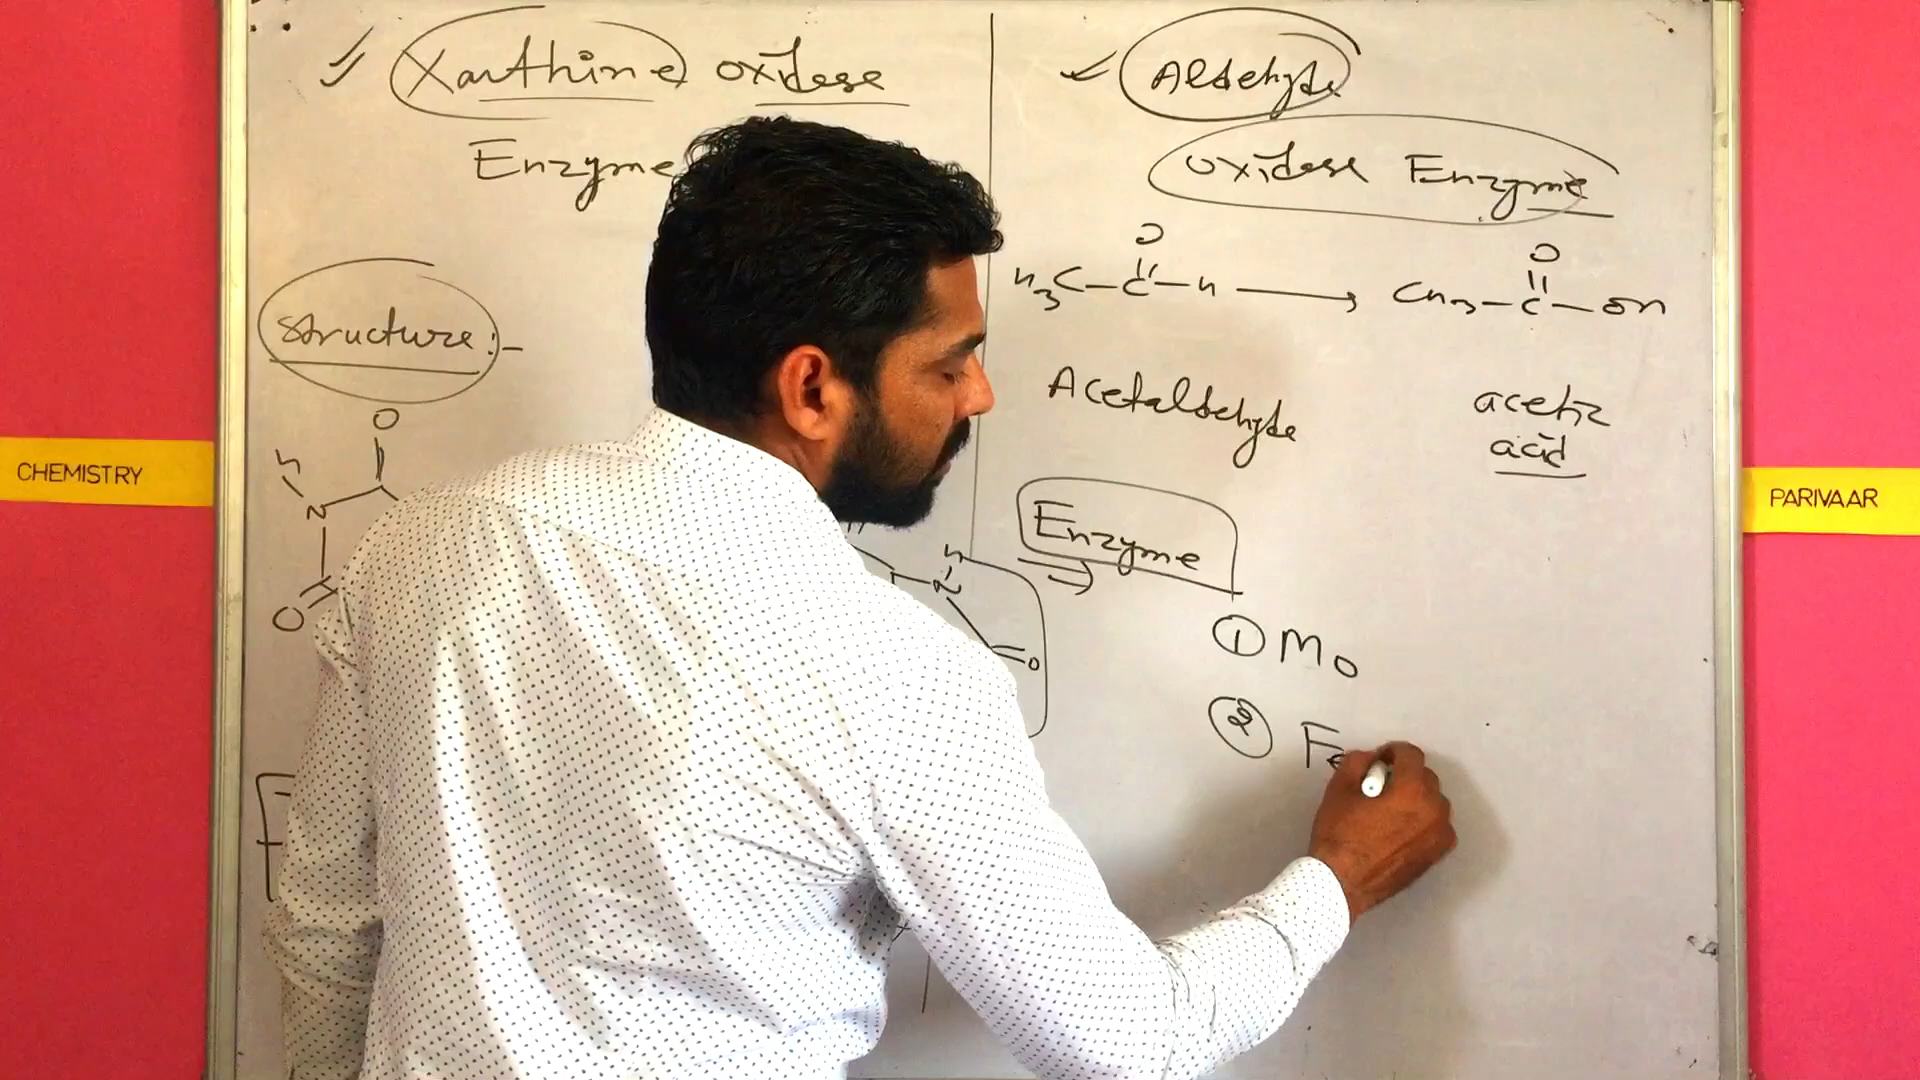 Xanthine oxidase
Enzyme
Structure:-
O
H
N
O
H
N
O
Aldehyde
oxidase Enzyme
O
H3C-C-H
O
CH3-C-OH
Acetaldehyde
acetic
acid
Enzyme
① Mo
② Fe
CHEMISTRY
PARIVAAR